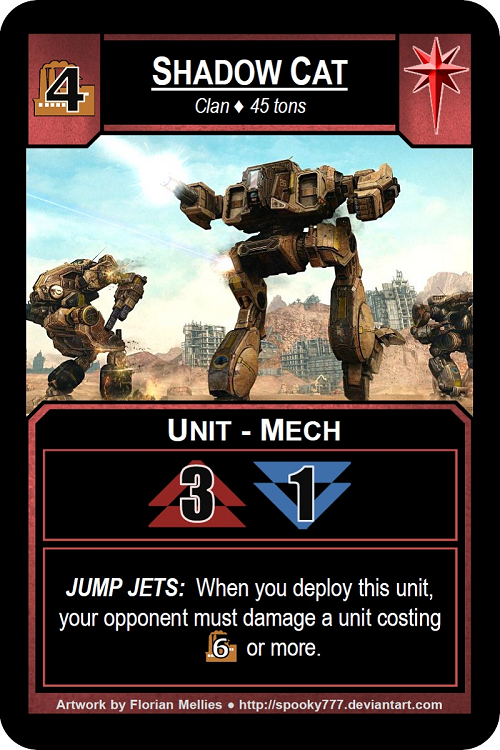 4
SHADOW CAT
Clan ♦ 45 tons
UNIT - MECH
3 1
JUMP JETS: When you deploy this unit,
your opponent must damage a unit costing
6 or more.
Artwork by Florian Mellies ● http://spooky777.deviantart.com